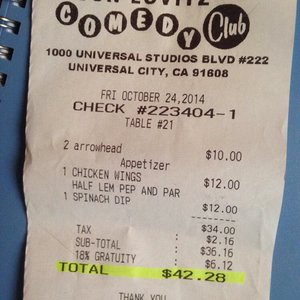 JON LOVITZ
COMEDY Club
1000 UNIVERSAL STUDIOS BLVD #222
UNIVERSAL CITY, CA 91608
FRI OCTOBER 24,2014
CHECK #223404-1
TABLE #21
2 arrowhead $10.00
Appetizer
1 CHICKEN WINGS $12.00
HALF LEM PEP AND PAR
1 SPINACH DIP $12.00
$34.00
TAX : $2.16
SUB-TOTAL : $36.16
18% GRATUITY : $6.12
TOTAL $42.28
THANK YOU